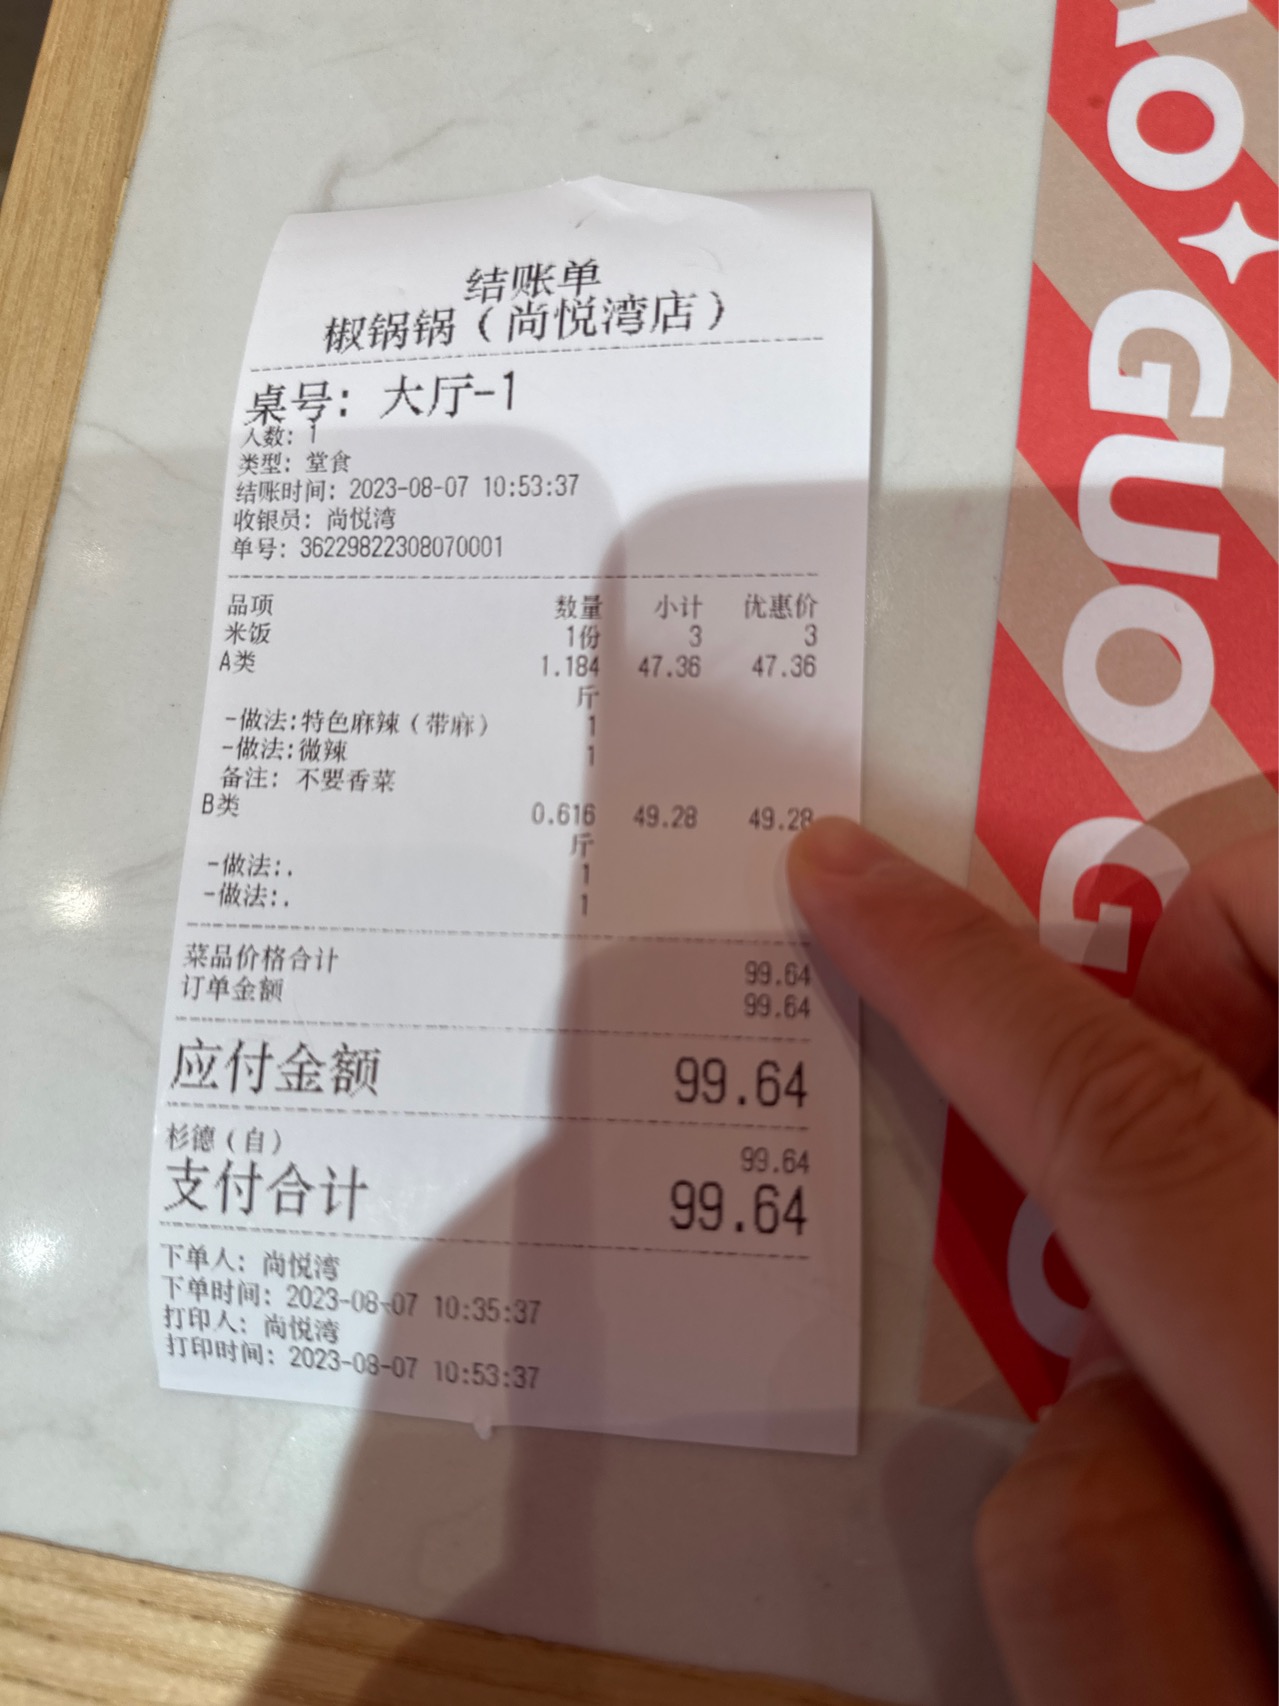 结账单
椒锅锅（尚悦湾店）
桌号：大厅-1
人数：1
类型：堂食
结账时间：2023-08-07 10:53:37
收银员：尚悦湾
单号：36229822308070001
品项 数量 小计 优惠价
米饭 1份 3 3
A类 1.184 47.36 47.36
斤
-做法:特色麻辣（带麻） 1
-做法:微辣 1
备注：不要香菜
B类 0.616 49.28 49.28
斤
-做法:. 1
-做法:. 1
菜品价格合计 99.64
订单金额 99.64
应付金额 99.64
杉德（自） 99.64
支付合计 99.64
下单人：尚悦湾
下单时间：2023-08-07 10:35:37
打印人：尚悦湾
打印时间：2023-08-07 10:53:37
GUO